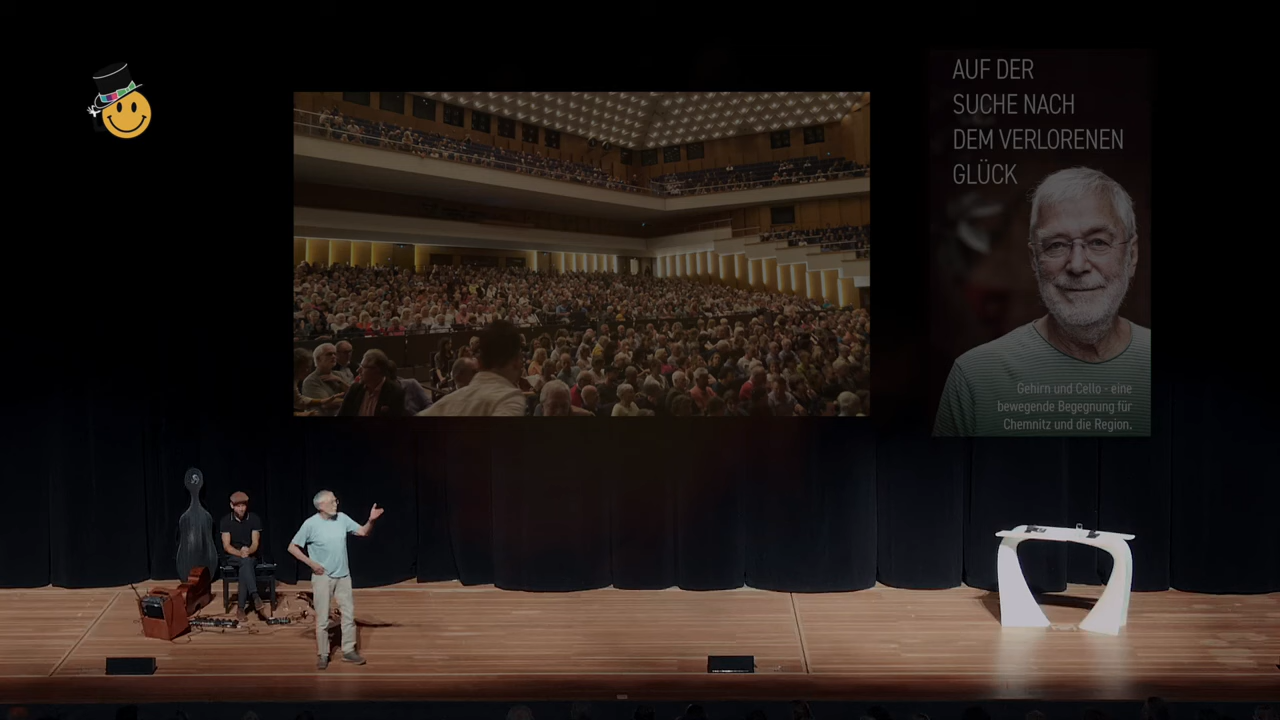 AUF DER
SUCHE NACH
DEM VERLORENEN
GLÜCK
Gehirn und Cello - eine
bewegende Begegnung für
Chemnitz und die Region.